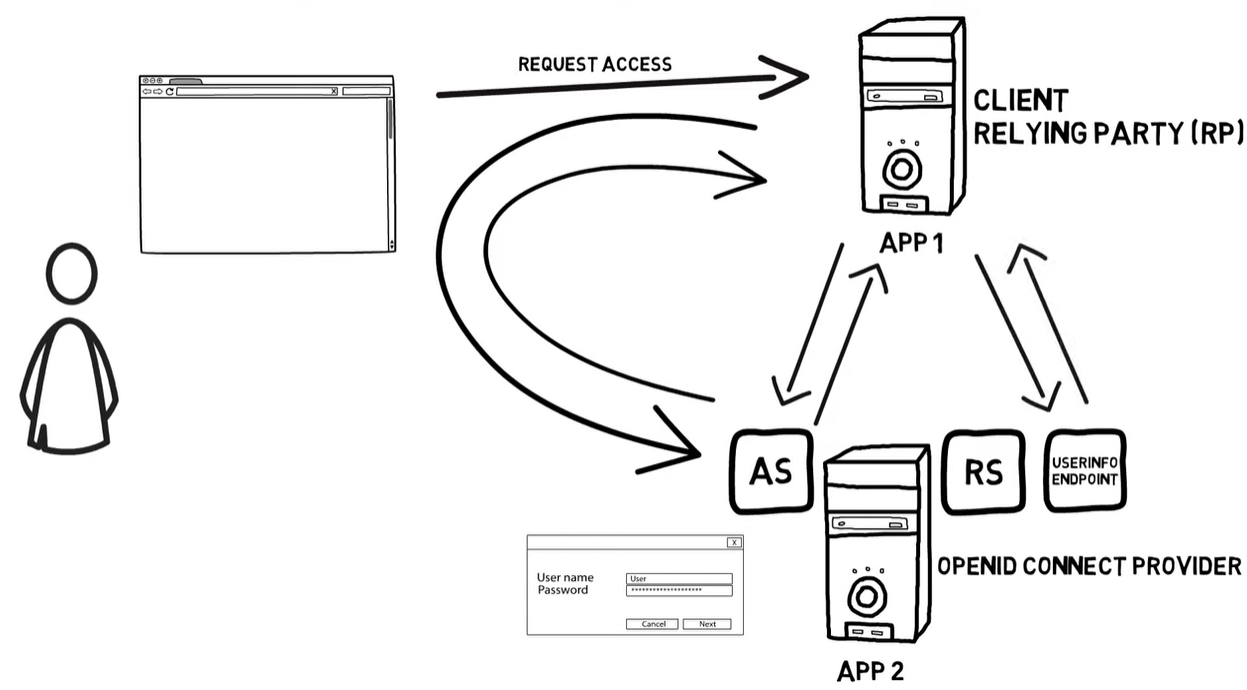 REQUEST ACCESS
CLIENT
RELYING PARTY (RP)
APP 1
AS
RS
USERINFO
ENDPOINT
OPENID CONNECT PROVIDER
X
User name
User
Password
********************
Cancel
Next
APP 2